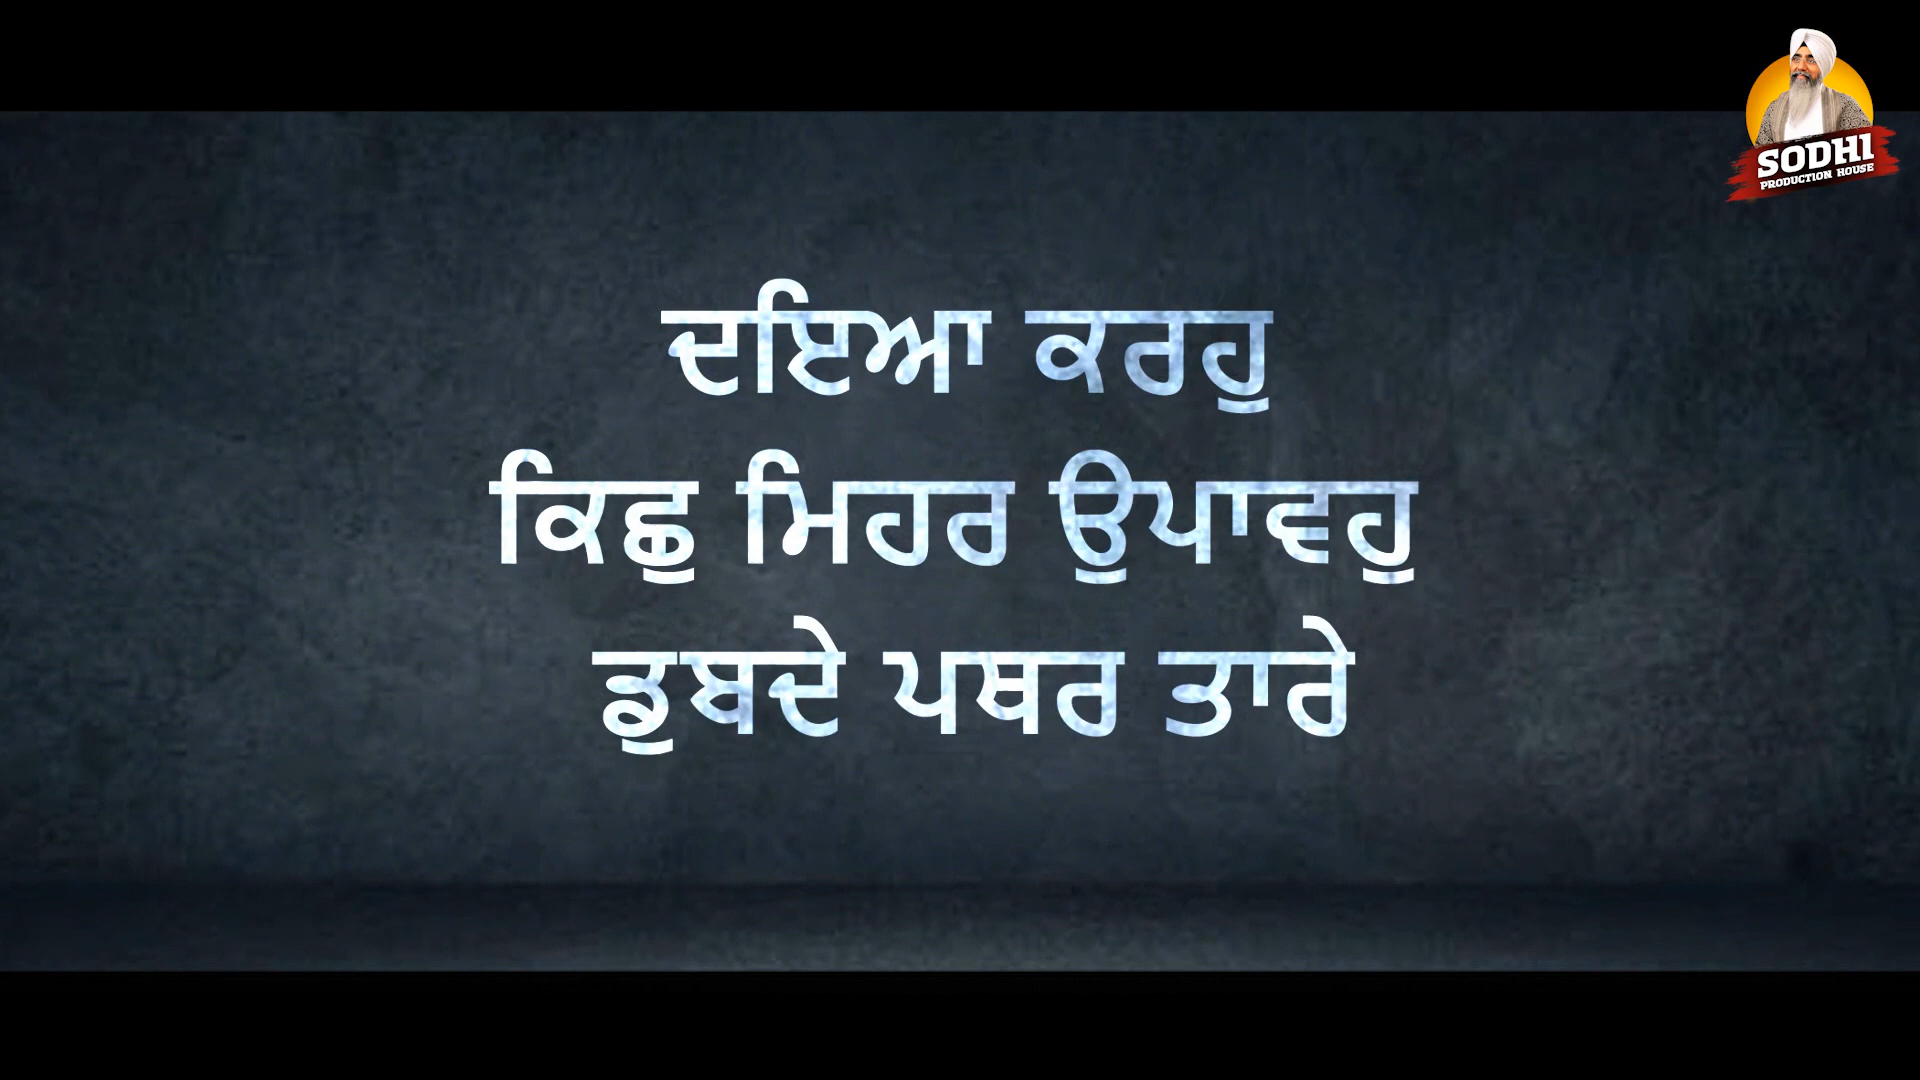 SODHI
PRODUCTION HOUSE
ਦਇਆ ਕਰਹੁ
ਕਿਛੁ ਮਿਹਰ ਉਪਾਵਹੁ
ਡੁਬਦੇ ਪਥਰ ਤਾਰੇ